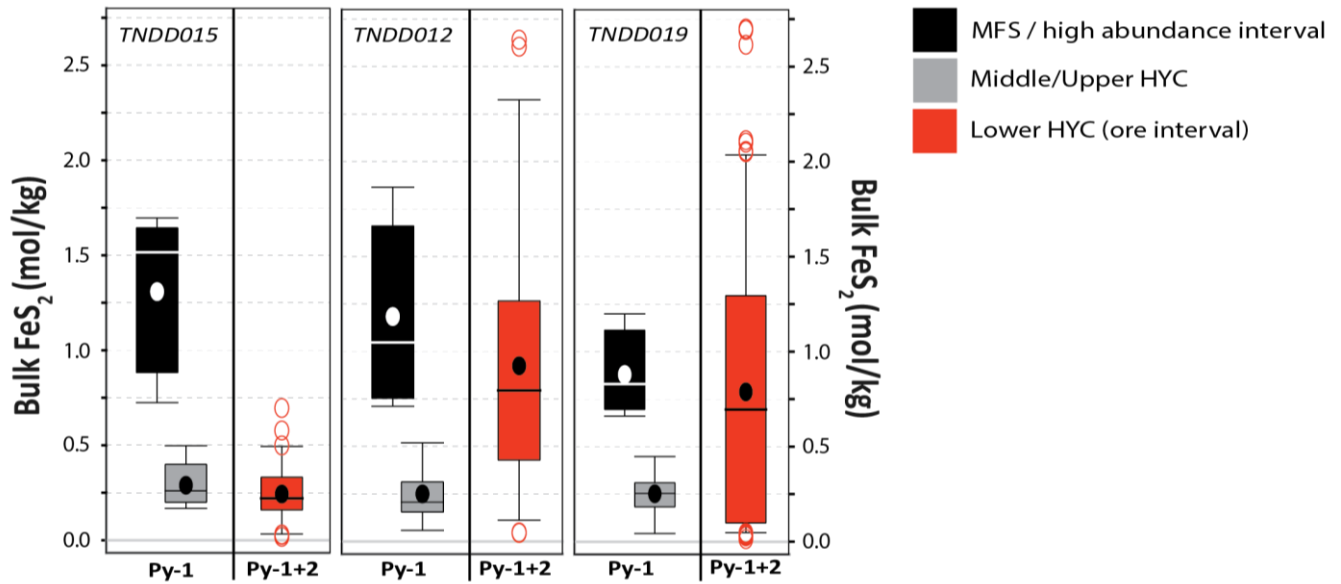 TNDD015
TNDD012
TNDD019
MFS / high abundance interval
Middle/Upper HYC
Lower HYC (ore interval)
Bulk FeS2 (mol/kg)
2.5
2.0
1.5
1.0
0.5
0.0
2.5
2.0
1.5
1.0
0.5
0.0
Bulk FeS2 (mol/kg)
Py-1 Py-1+2 Py-1 Py-1+2 Py-1 Py-1+2